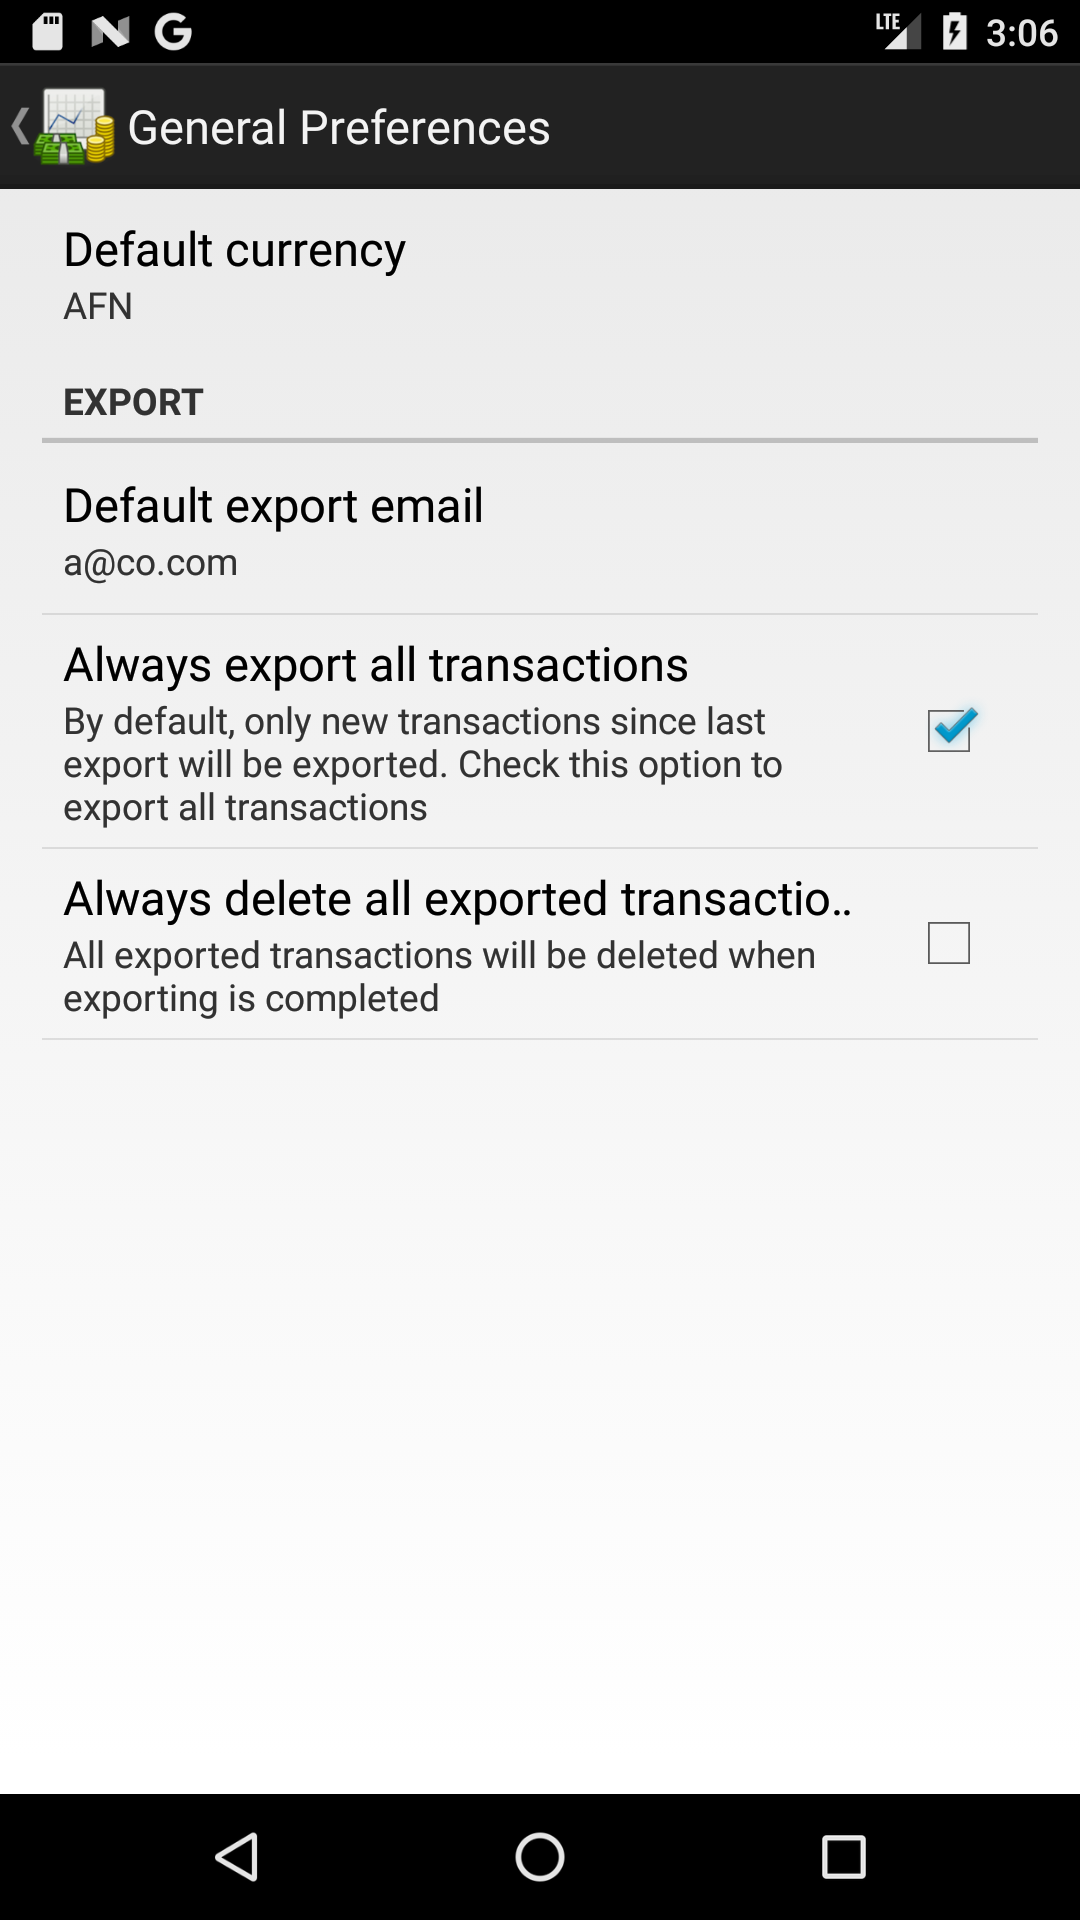 LTE 3:06
General Preferences
Default currency
AFN
EXPORT
Default export email
a@co.com
Always export all transactions
By default, only new transactions since last
export will be exported. Check this option to
export all transactions
Always delete all exported transactio..
All exported transactions will be deleted when
exporting is completed